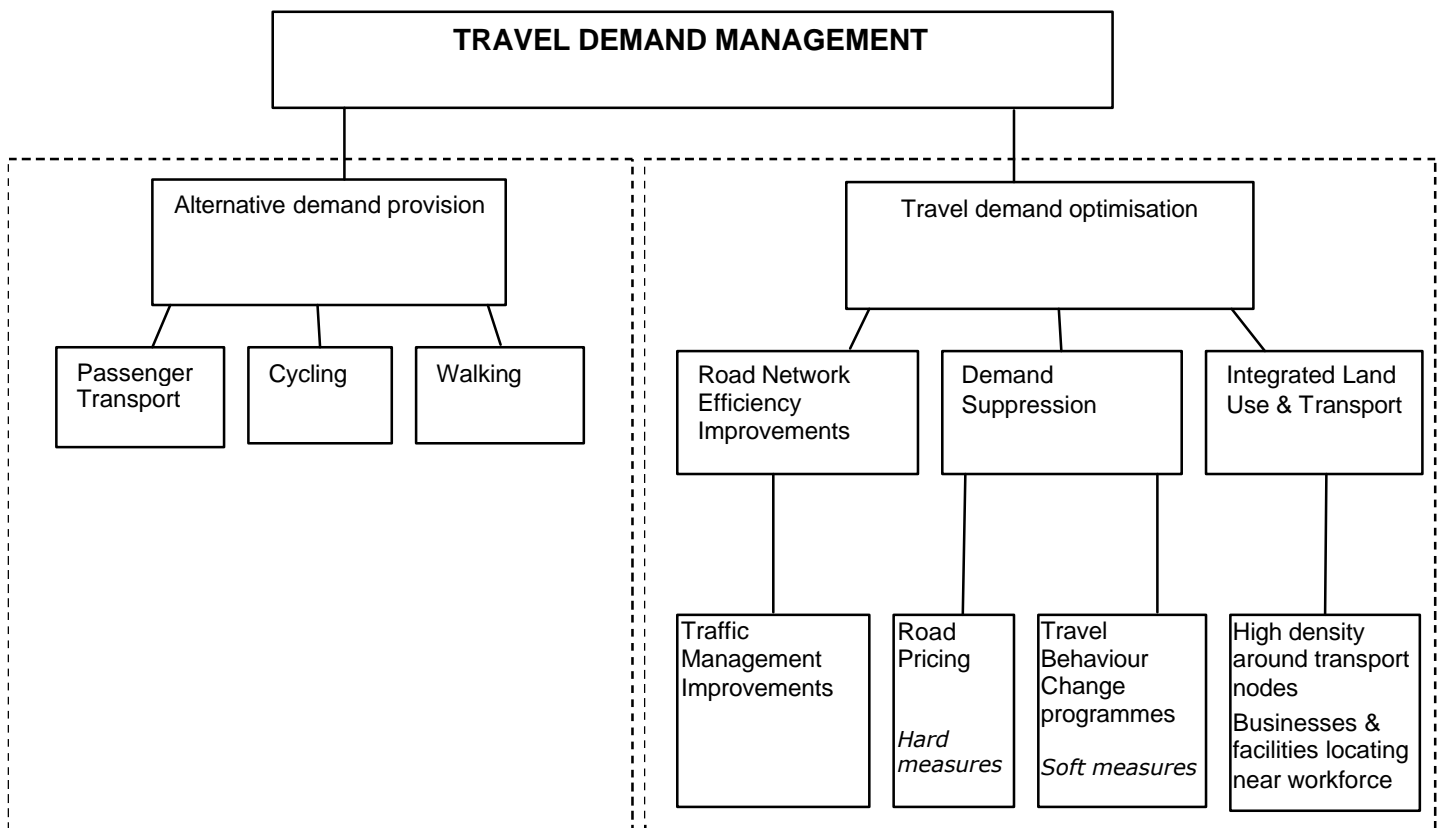 TRAVEL DEMAND MANAGEMENT
Alternative demand provision
Travel demand optimisation
Passenger
Transport
Cycling
Walking
Road Network
Efficiency
Improvements
Demand
Suppression
Integrated Land
Use & Transport
Traffic
Management
Improvements
Road
Pricing
Hard
measures
Travel
Behaviour
Change
programmes
Soft measures
High density
around transport
nodes
Businesses &
facilities locating
near workforce